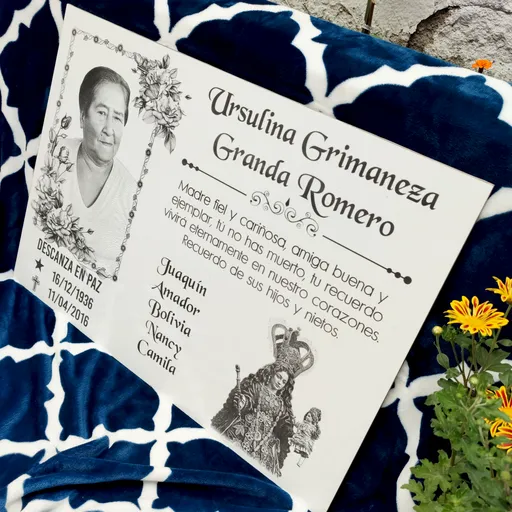 Ursulina Grimaneza
Granda Romero
Madre fiel y cariñosa, amiga buena y
ejemplar, tú no has muerto, tu recuerdo
vivirá eternamente en nuestro corazones.
Recuerdo de sus hijos y nietos.
DESCANZA EN PAZ
16/12/1936
11/04/2016
Juaquín
Amador
Bolivia
Nancy
Camila